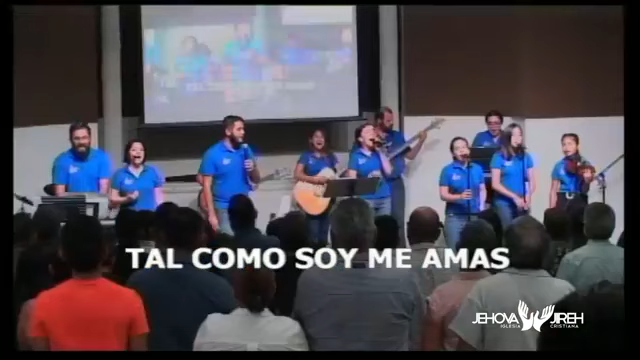 TAL COMO SOY ME AMAS
JEHOVA JIREH
IGLESIA CRISTIANA